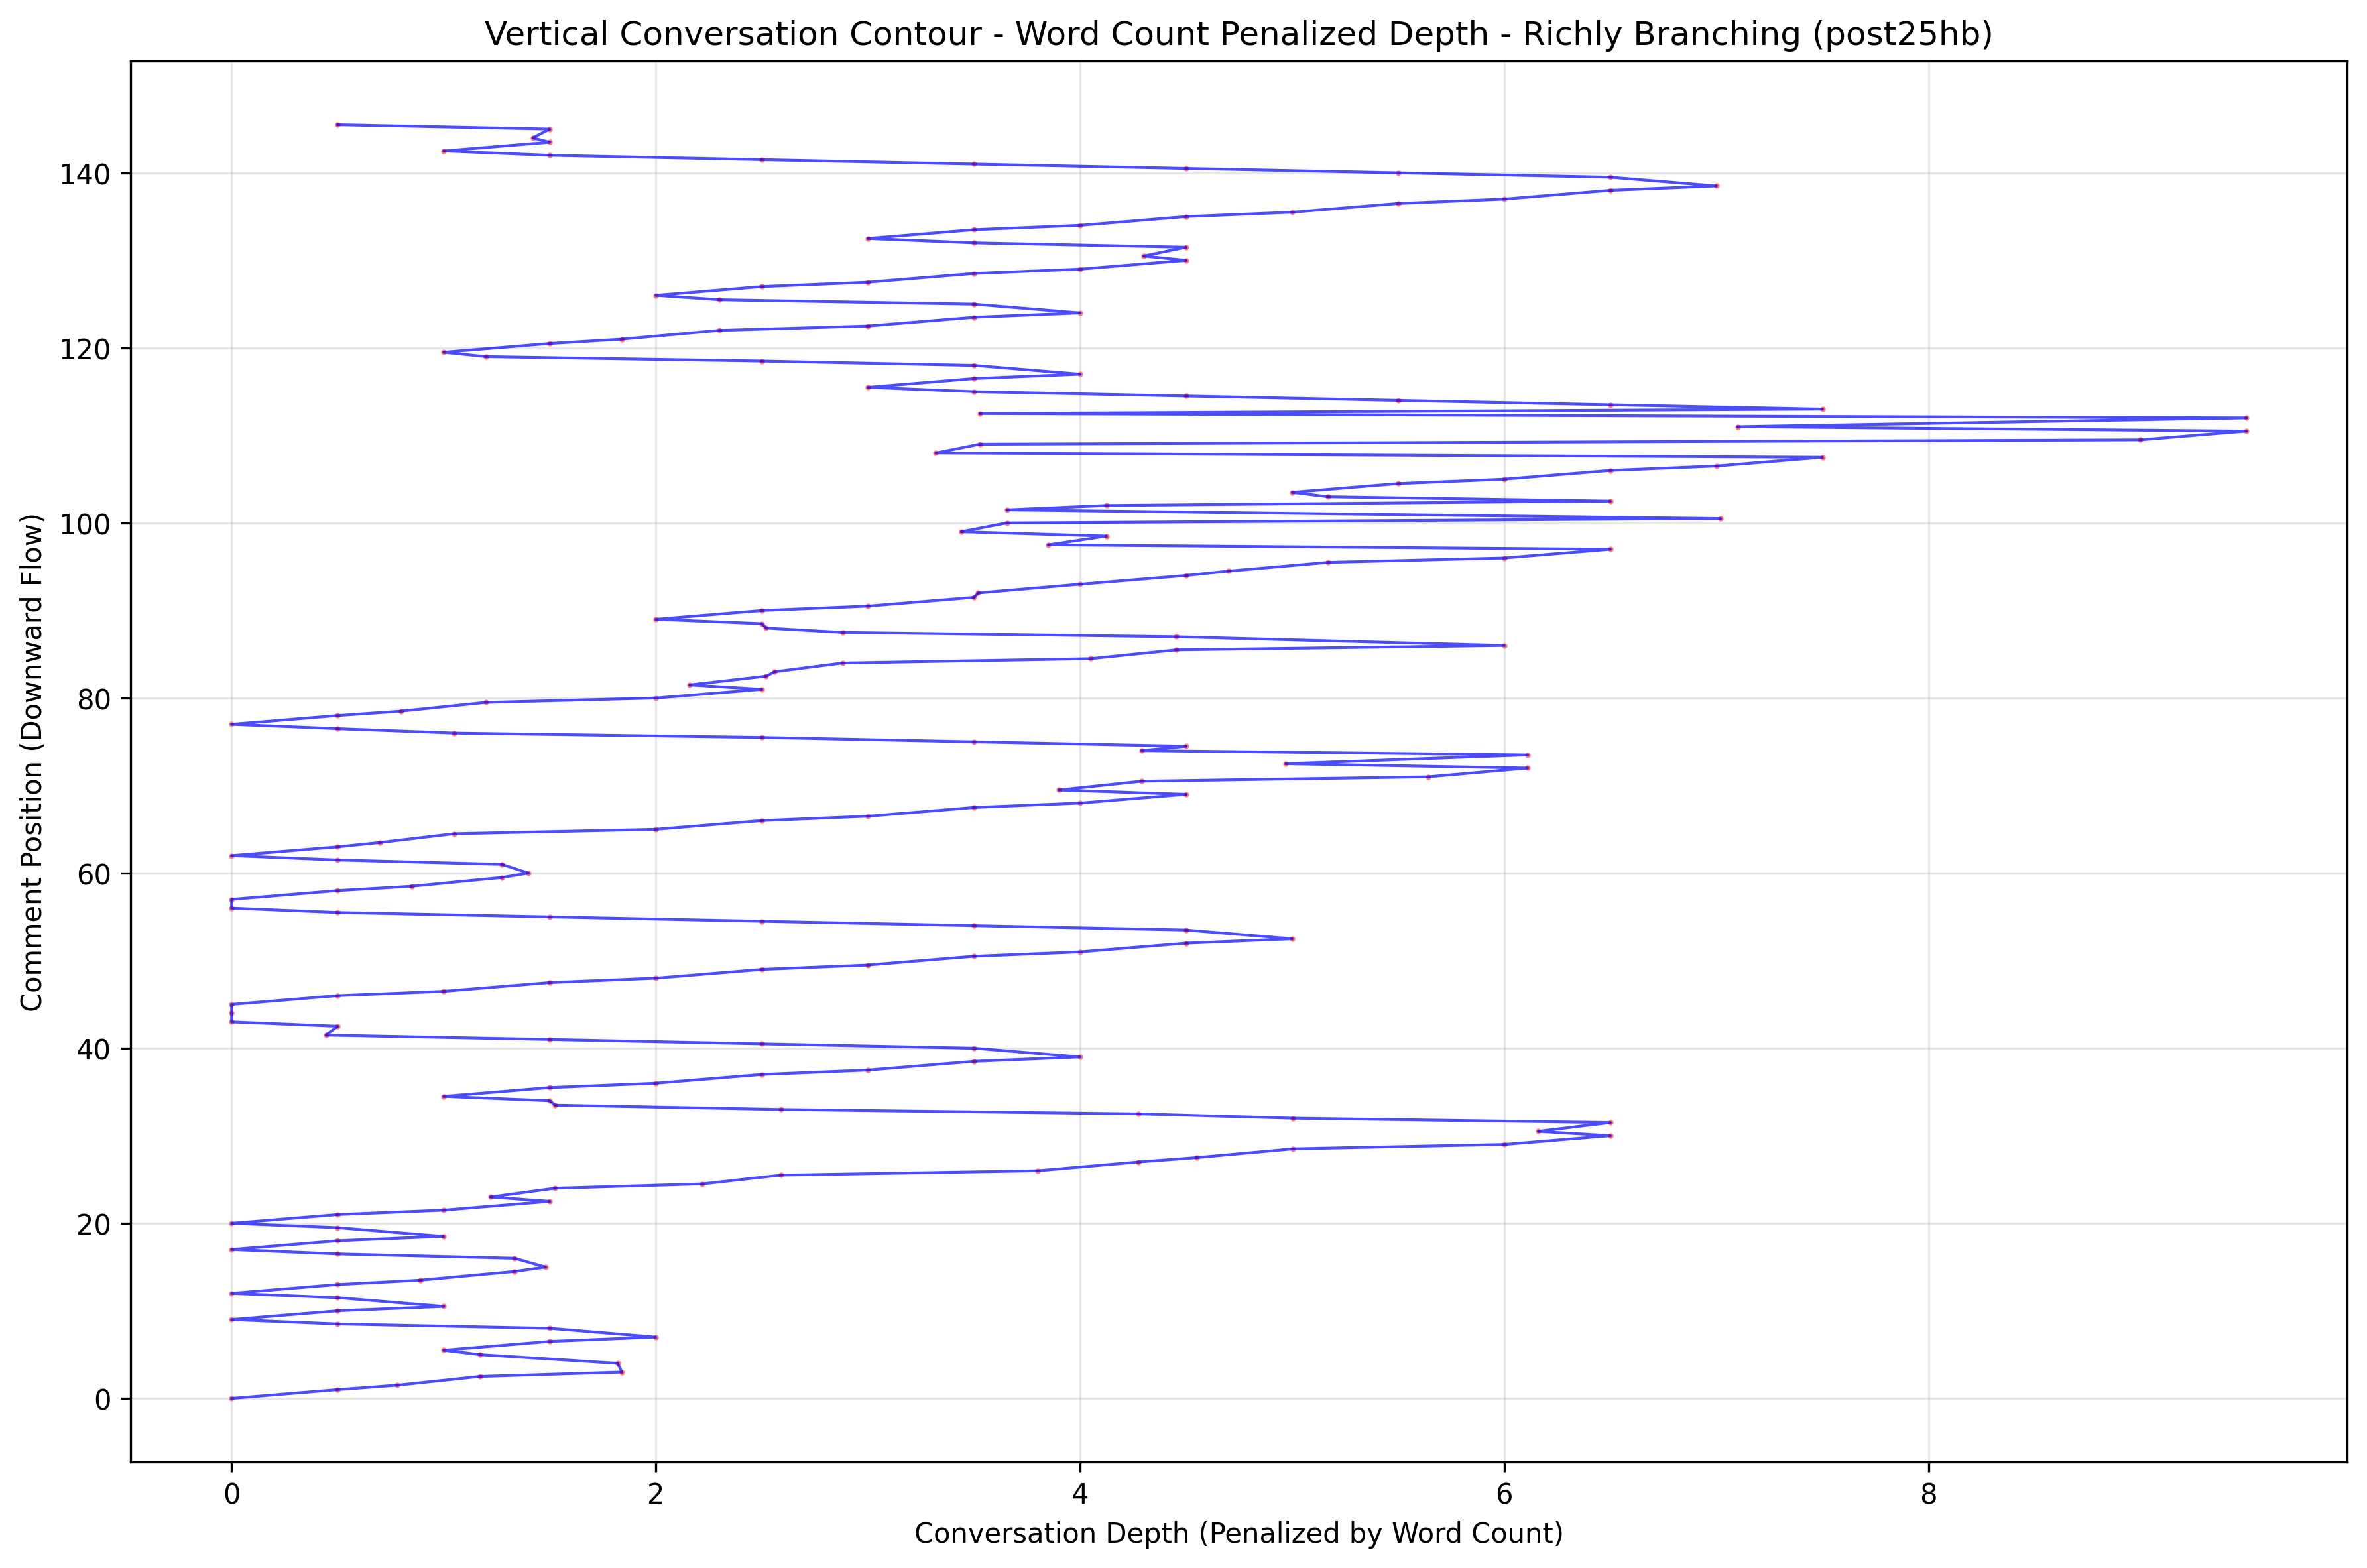 Vertical Conversation Contour - Word Count Penalized Depth - Richly Branching (post25hb)
Comment Position (Downward Flow)
140
120
100
80
60
40
20
0
0 2 4 6 8
Conversation Depth (Penalized by Word Count)